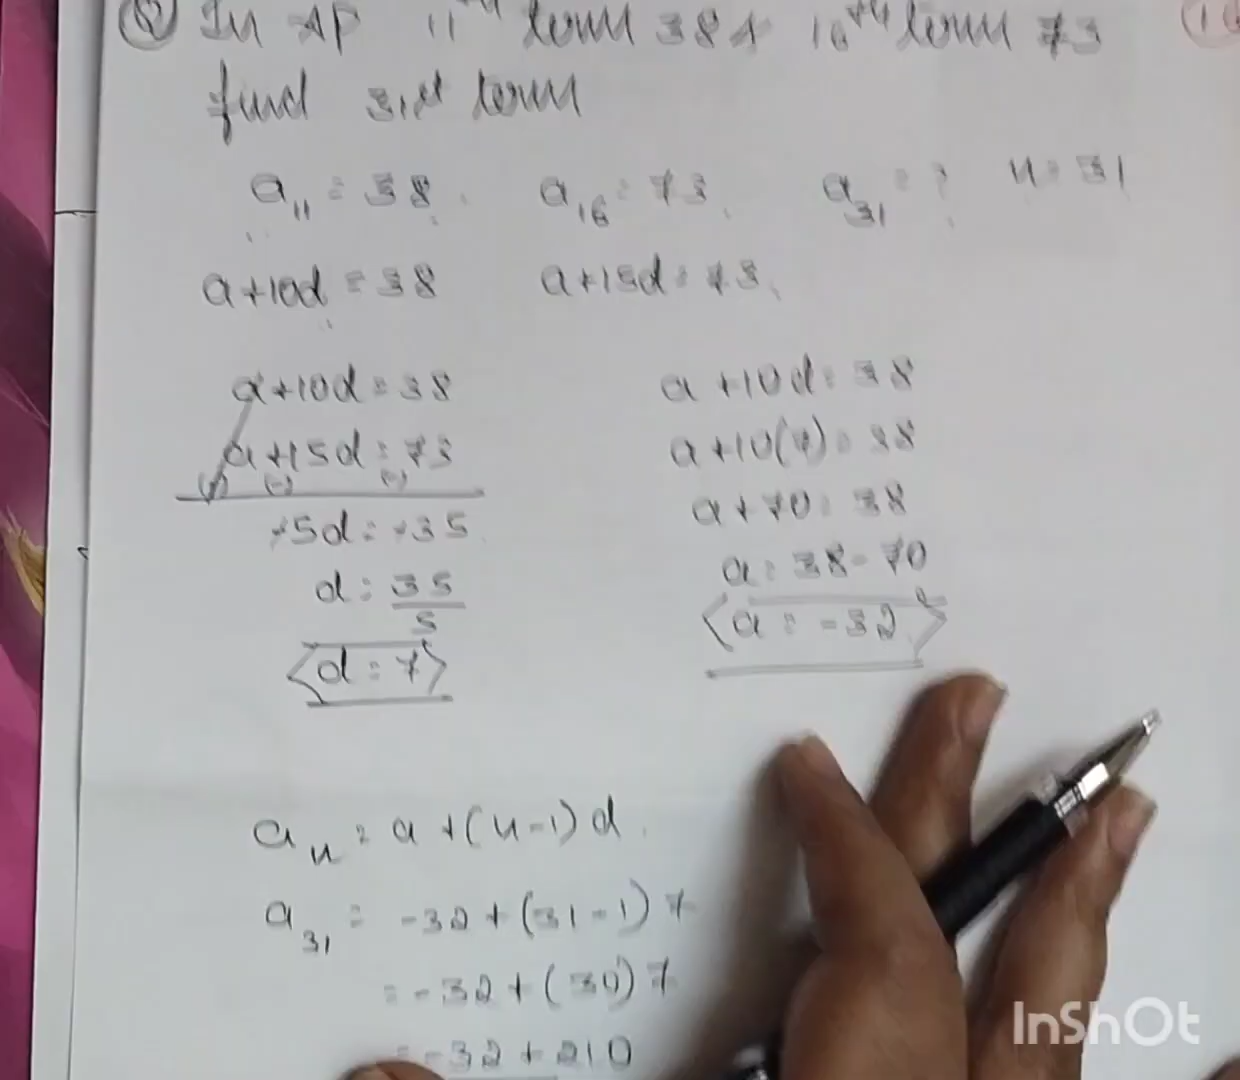 In AP 11th term 38 & 16th term 73
find 31st term
a11 = 38 a16 = 73 a31 = ? n = 31
a+10d = 38 a+15d = 73
a+10d = 38
a+15d = 73
(-) (-) (-)
-5d = -35
d = 35
5
d = 7
a+10d = 38
a+10(7) = 38
a+70 = 38
a = 38-70
a = -32
an = a+(n-1)d
a31 = -32+(31-1)7
= -32+(30)7
= -32+210
InShOt